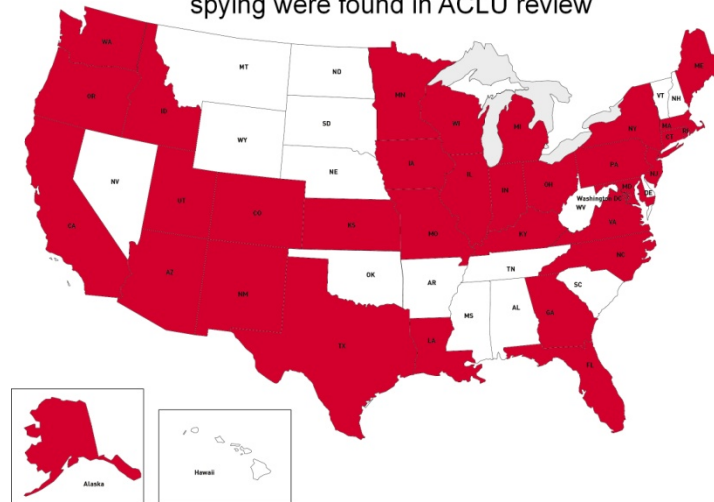 spying were found in ACLU review
WA
MT
ND
MN
ME
OR
ID
SD
WI
MI
VT
NH
WY
NY
MA
CT
RI
IA
NE
PA
NJ
NV
UT
CO
IL
IN
OH
MD
DE
Washington DC
WV
CA
KS
MO
KY
VA
AZ
NM
OK
TN
NC
AR
SC
MS
AL
GA
TX
LA
FL
Alaska
Hawaii